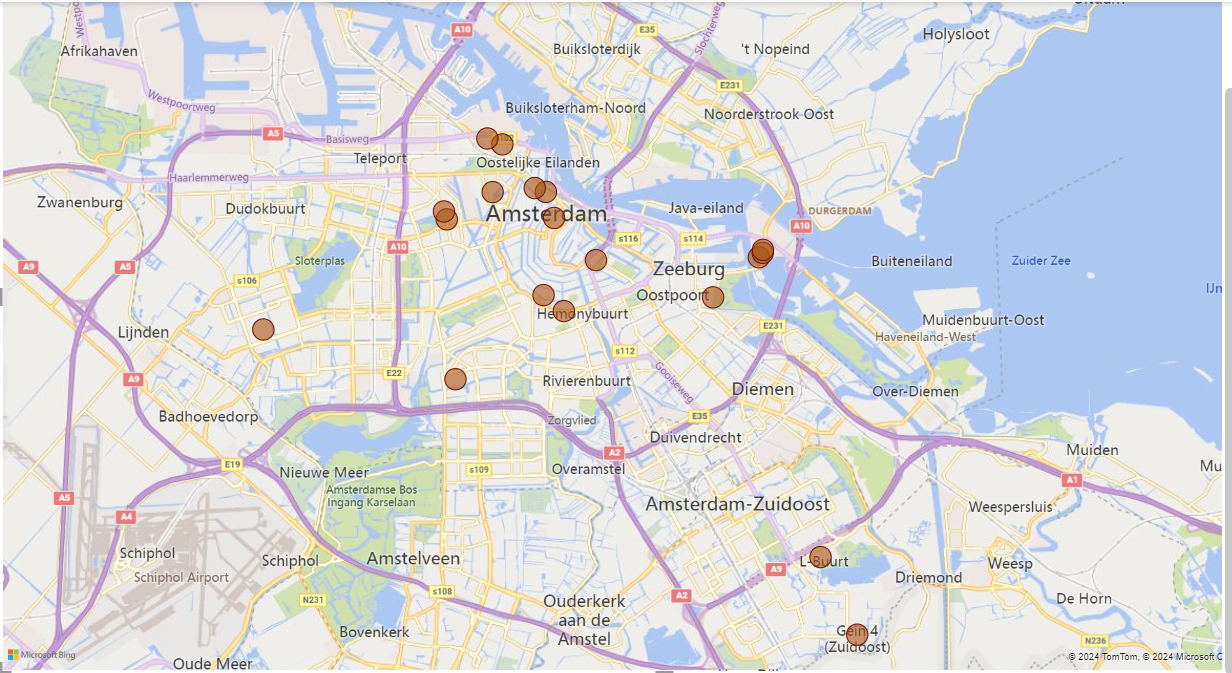 Westpoortweg
A10
E35
Slochterweg
Holysloot
Afrikahaven
Buiksloterdijk
't Nopeind
E231
Westpoortweg
Buiksloterham-Noord
Noorderstrook Oost
A5
Basisweg
Teleport
Oostelijke Eilanden
Haarlemmerweg
Zwanenburg
Dudokbuurt
Amsterdam
Java-eiland
DURGERDAM
A10
A10
s116
s114
Sloterplas
A9
A5
s106
Zeeburg
Buiteneiland
Zuider Zee
Oostpoort
Hemonybuurt
Muidenbuurt-Oost
Lijnden
E231
Haveneiland-West
s112
E22
A9
Rivierenbuurt
Gooiseweg
Diemen
Over-Diemen
Badhoevedorp
Zorgvlied
E35
Duivendrecht
A2
Muiden
E19
Nieuwe Meer
s109
Overamstel
A1
Amsterdamse Bos
Ingang Karselaan
A5
A4
Amsterdam-Zuidoost
Weespersluis
Schiphol
Schiphol
Amstelveen
L-Buurt
Weesp
Schiphol Airport
A9
Driemond
N231
s108
A2
Ouderkerk
aan de
Amstel
De Horn
Bovenkerk
Gein 4
(Zuidoost)
N236
Microsoft Bing
Oude Meer
© 2024 TomTom, © 2024 Microsoft C